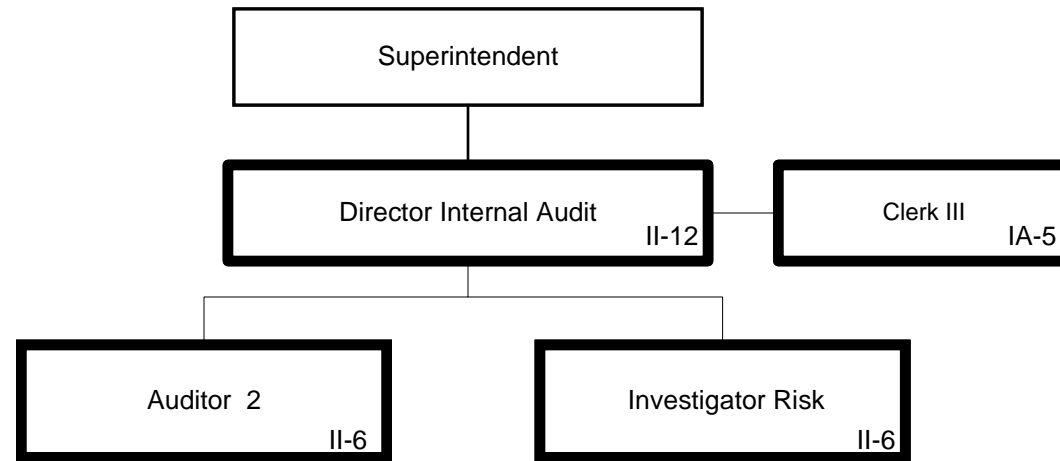 Superintendent
Director Internal Audit
II-12
Clerk III
IA-5
Auditor  2
II-6
Investigator Risk
II-6